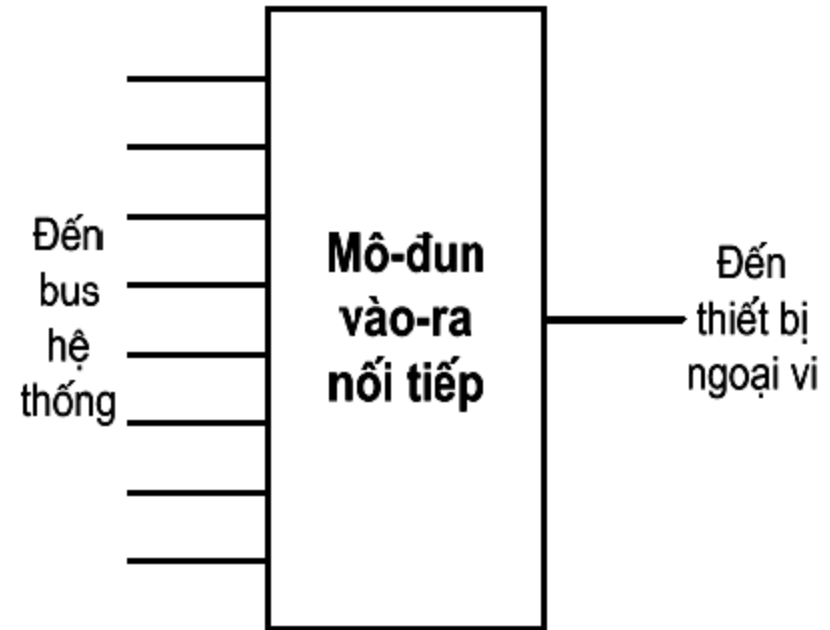 Đến
bus
hệ
thống
Mô-đun
vào-ra
nối tiếp
Đến
thiết bị
ngoại vi